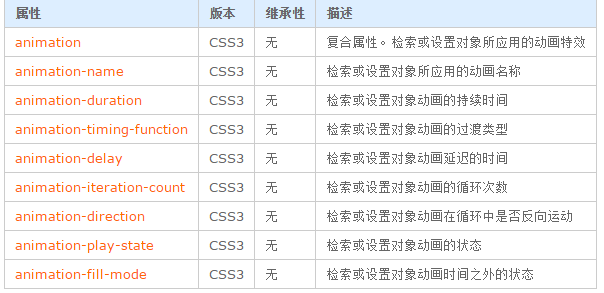 属性 版本 继承性 描述
animation CSS3 无 复合属性。检索或设置对象所应用的动画特效
animation-name CSS3 无 检索或设置对象所应用的动画名称
animation-duration CSS3 无 检索或设置对象动画的持续时间
animation-timing-function CSS3 无 检索或设置对象动画的过渡类型
animation-delay CSS3 无 检索或设置对象动画延迟的时间
animation-iteration-count CSS3 无 检索或设置对象动画的循环次数
animation-direction CSS3 无 检索或设置对象动画在循环中是否反向运动
animation-play-state CSS3 无 检索或设置对象动画的状态
animation-fill-mode CSS3 无 检索或设置对象动画时间之外的状态